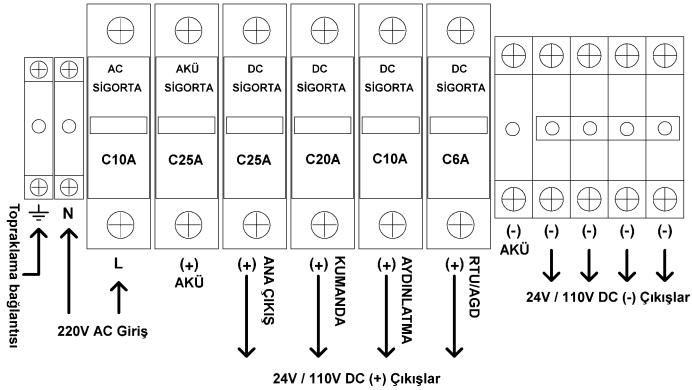 AC
SİGORTA
C10A
AKÜ
SİGORTA
C25A
DC
SİGORTA
C25A
DC
SİGORTA
C20A
DC
SİGORTA
C10A
DC
SİGORTA
C6A
Topraklama bağlantısı
N
L
220V AC Giriş
(+)
AKÜ
(+) ANA ÇIKIŞ
(+) KUMANDA
(+) AYDINLATMA
(+) RTU/AGD
24V / 110V DC (+) Çıkışlar
(-)
AKÜ
(-) (-) (-) (-)
24V / 110V DC (-) Çıkışlar